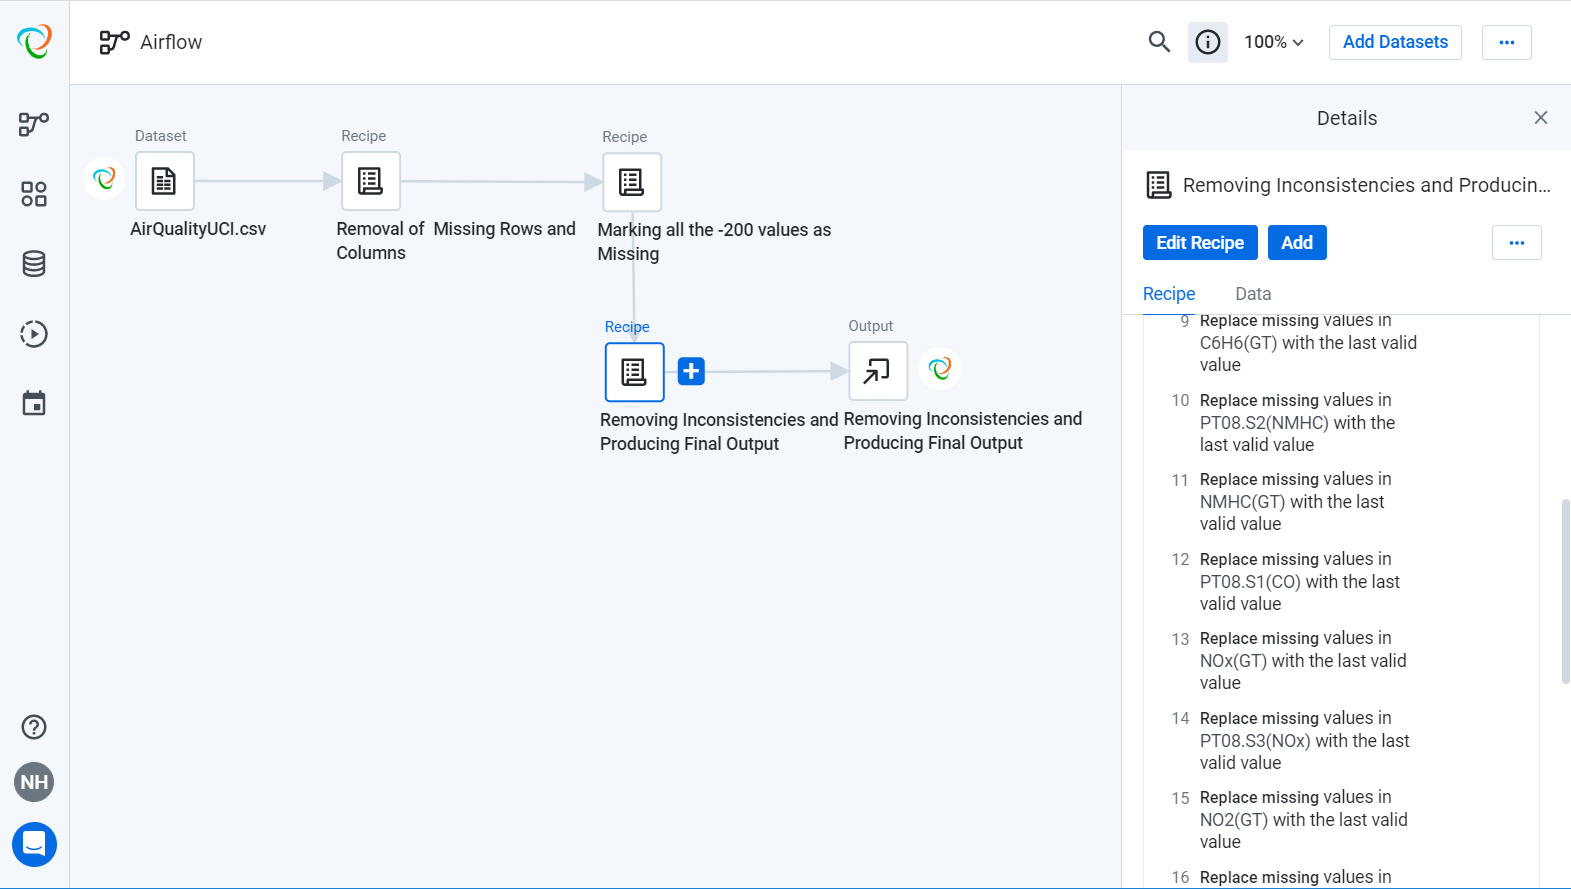 Airflow
100%
Add Datasets
Dataset
Recipe
Recipe
AirQualityUCI.csv
Removal of  Missing Rows and
Columns
Marking all the -200 values as
Missing
Recipe
Output
Removing Inconsistencies and
Producing Final Output
Removing Inconsistencies and
Producing Final Output
NH
Details
Removing Inconsistencies and Producin...
Edit Recipe
Add
Recipe
Data
9 Replace missing values in
C6H6(GT) with the last valid
value
10 Replace missing values in
PT08.S2(NMHC) with the
last valid value
11 Replace missing values in
NMHC(GT) with the last
valid value
12 Replace missing values in
PT08.S1(CO) with the last
valid value
13 Replace missing values in
NOx(GT) with the last valid
value
14 Replace missing values in
PT08.S3(NOx) with the last
valid value
15 Replace missing values in
NO2(GT) with the last valid
value
16 Replace missing values in